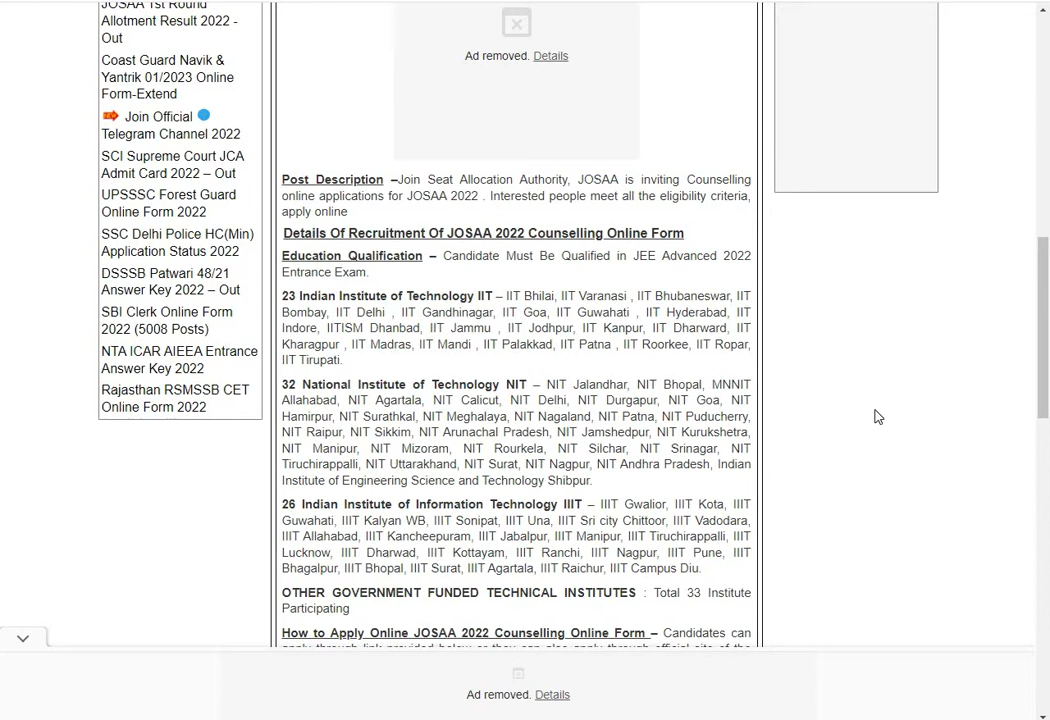 JOSAA 1st Round
Allotment Result 2022 -
Out
Coast Guard Navik &
Yantrik 01/2023 Online
Form-Extend
Join Official
Telegram Channel 2022
SCI Supreme Court JCA
Admit Card 2022 – Out
UPSSSC Forest Guard
Online Form 2022
SSC Delhi Police HC(Min)
Application Status 2022
DSSSB Patwari 48/21
Answer Key 2022 – Out
SBI Clerk Online Form
2022 (5008 Posts)
NTA ICAR AIEEA Entrance
Answer Key 2022
Rajasthan RSMSSB CET
Online Form 2022
Ad removed. Details
Post Description –Join Seat Allocation Authority, JOSAA is inviting Counselling
online applications for JOSAA 2022 . Interested people meet all the eligibility criteria,
apply online
Details Of Recruitment Of JOSAA 2022 Counselling Online Form
Education Qualification – Candidate Must Be Qualified in JEE Advanced 2022
Entrance Exam.
23 Indian Institute of Technology IIT – IIT Bhilai, IIT Varanasi , IIT Bhubaneswar, IIT
Bombay, IIT Delhi , IIT Gandhinagar, IIT Goa, IIT Guwahati , IIT Hyderabad, IIT
Indore, IITISM Dhanbad, IIT Jammu , IIT Jodhpur, IIT Kanpur, IIT Dharward, IIT
Kharagpur , IIT Madras, IIT Mandi , IIT Palakkad, IIT Patna , IIT Roorkee, IIT Ropar,
IIT Tirupati.
32 National Institute of Technology NIT – NIT Jalandhar, NIT Bhopal, MNNIT
Allahabad, NIT Agartala, NIT Calicut, NIT Delhi, NIT Durgapur, NIT Goa, NIT
Hamirpur, NIT Surathkal, NIT Meghalaya, NIT Nagaland, NIT Patna, NIT Puducherry,
NIT Raipur, NIT Sikkim, NIT Arunachal Pradesh, NIT Jamshedpur, NIT Kurukshetra,
NIT Manipur, NIT Mizoram, NIT Rourkela, NIT Silchar, NIT Srinagar, NIT
Tiruchirappalli, NIT Uttarakhand, NIT Surat, NIT Nagpur, NIT Andhra Pradesh, Indian
Institute of Engineering Science and Technology Shibpur.
26 Indian Institute of Information Technology IIIT – IIIT Gwalior, IIIT Kota, IIIT
Guwahati, IIIT Kalyan WB, IIIT Sonipat, IIIT Una, IIIT Sri city Chittoor, IIIT Vadodara,
IIIT Allahabad, IIIT Kancheepuram, IIIT Jabalpur, IIIT Manipur, IIIT Tiruchirappalli, IIIT
Lucknow, IIIT Dharwad, IIIT Kottayam, IIIT Ranchi, IIIT Nagpur, IIIT Pune, IIIT
Bhagalpur, IIIT Bhopal, IIIT Surat, IIIT Agartala, IIIT Raichur, IIIT Campus Diu.
OTHER GOVERNMENT FUNDED TECHNICAL INSTITUTES : Total 33 Institute
Participating
How to Apply Online JOSAA 2022 Counselling Online Form – Candidates can
apply through link provided below or they can also apply through official site of the
Ad removed. Details